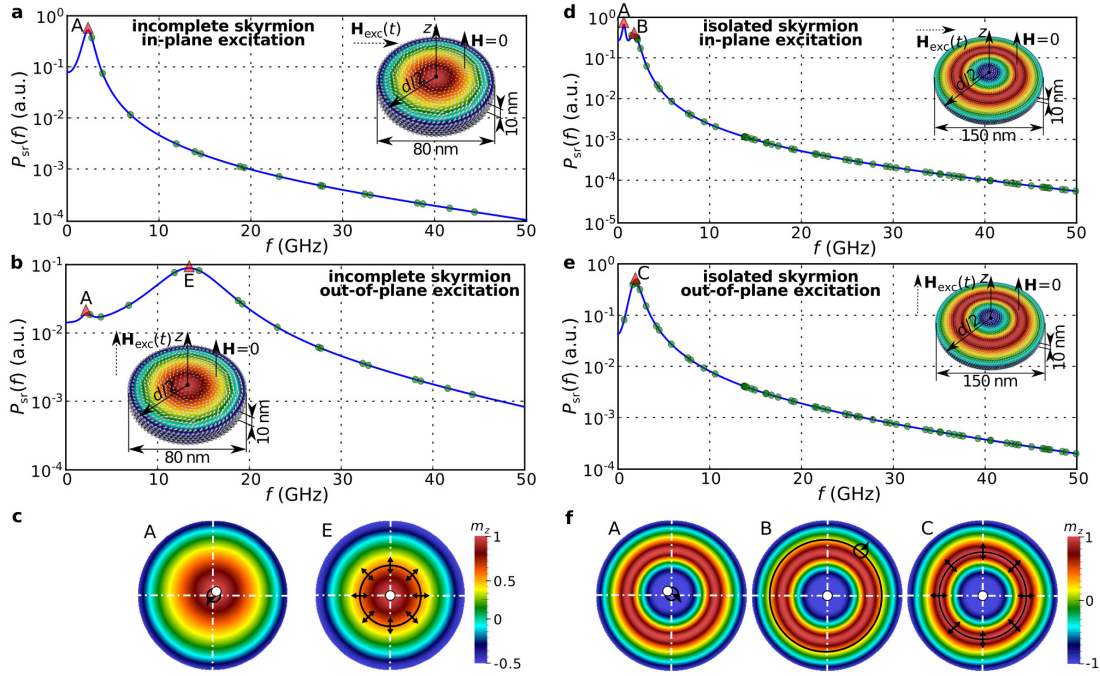 a
10⁰
10⁻¹
10⁻²
10⁻³
10⁻⁴
P_sr(f) (a.u.)
A
incomplete skyrmion
in-plane excitation
H_exc(t)
z
H=0
d/2
10 nm
80 nm
0 10 20 30 40 50
f (GHz)
d
10⁰
10⁻¹
10⁻²
10⁻³
10⁻⁴
10⁻⁵
P_sr(f) (a.u.)
A
B
isolated skyrmion
in-plane excitation
H_exc(t)
z
H=0
d/2
10 nm
150 nm
0 10 20 30 40 50
f (GHz)
b
10⁻¹
10⁻²
10⁻³
10⁻⁴
P_sr(f) (a.u.)
A
E
incomplete skyrmion
out-of-plane excitation
H_exc(t)
z
H=0
d/2
10 nm
80 nm
0 10 20 30 40 50
f (GHz)
e
10⁰
10⁻¹
10⁻²
10⁻³
10⁻⁴
P_sr(f) (a.u.)
C
isolated skyrmion
out-of-plane excitation
H_exc(t)
z
H=0
d/2
10 nm
150 nm
0 10 20 30 40 50
f (GHz)
c
A
E
m_z
1
0.5
0
-0.5
f
A
B
C
m_z
1
0
-1